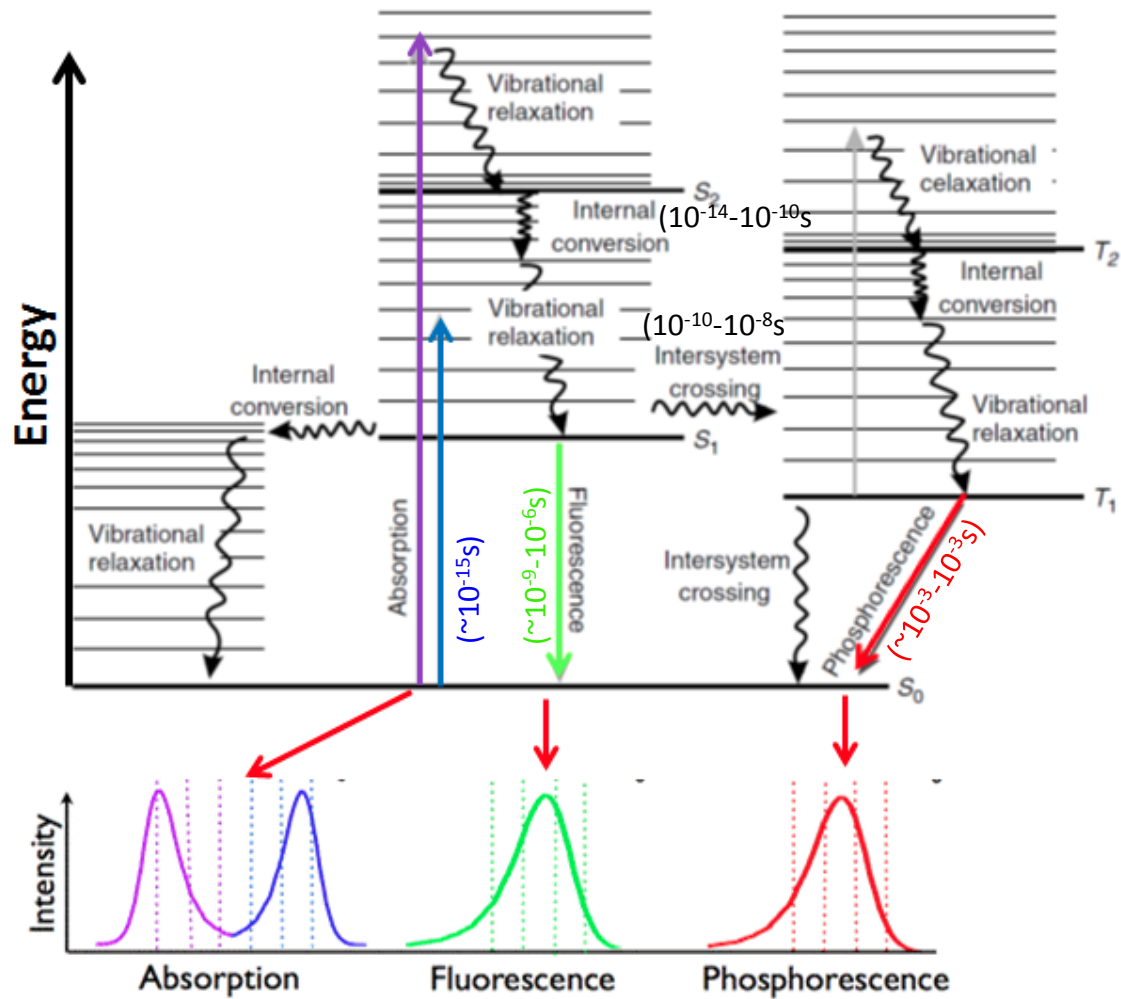 Energy
Vibrational
relaxation
S₂
Internal
conversion
(10⁻¹⁴-10⁻¹⁰s
Vibrational
relaxation
(10⁻¹⁰-10⁻⁸s
Intersystem
crossing
Internal
conversion
S₁
Vibrational
relaxation
Absorption
(~10⁻¹⁵s)
(~10⁻⁹-10⁻⁶s)
Fluorescence
Vibrational
celaxation
T₂
Internal
conversion
Vibrational
relaxation
T₁
Intersystem
crossing
Phosphorescence
(~10⁻³-10⁻³s)
S₀
Intensity
Absorption
Fluorescence
Phosphorescence